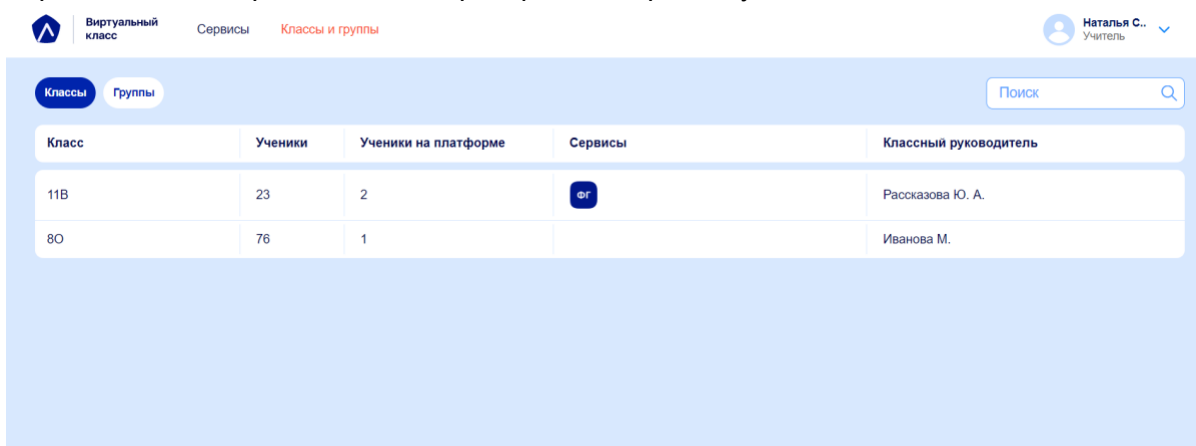 Виртуальный
класс
Сервисы
Классы и группы
Наталья С..
Учитель
Классы
Группы
Поиск
Класс Ученики Ученики на платформе Сервисы Классный руководитель
11В 23 2 ФГ Рассказова Ю. А.
8О 76 1 Иванова М.